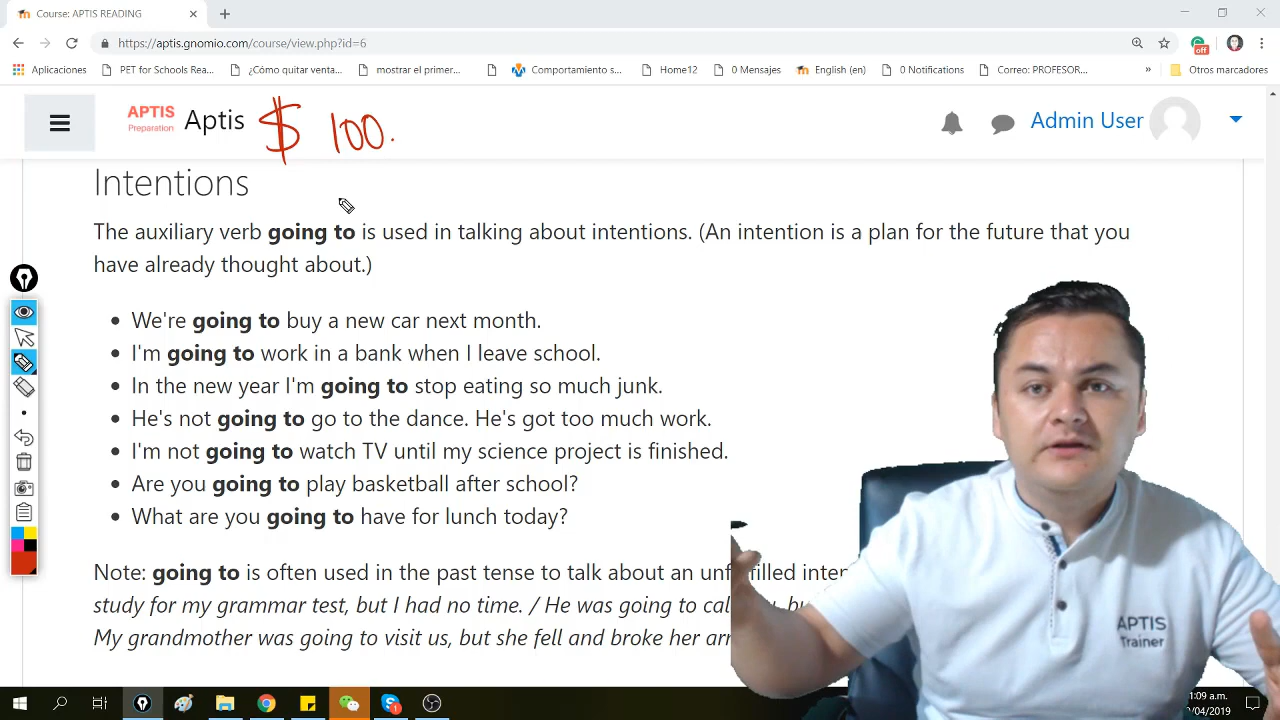 Course: APTIS READING
https://aptis.gnomio.com/course/view.php?id=6
off
Aplicaciones PET for Schools Rea... ¿Cómo quitar venta... mostrar el primer... Comportamiento s... Home12 0 Mensajes English (en) 0 Notifications Correo: PROFESOR... » Otros marcadores
APTIS
Preparation
Aptis $ 100. Admin User
Intentions
The auxiliary verb going to is used in talking about intentions. (An intention is a plan for the future that you
have already thought about.)
• We're going to buy a new car next month.
• I'm going to work in a bank when I leave school.
• In the new year I'm going to stop eating so much junk.
• He's not going to go to the dance. He's got too much work.
• I'm not going to watch TV until my science project is finished.
• Are you going to play basketball after school?
• What are you going to have for lunch today?
Note: going to is often used in the past tense to talk about an
study for my grammar test, but I had no time. / He was going to
My grandmother was going to visit us, but she fell and broke her
APTIS
Trainer
1:09 a.m.
/04/2019